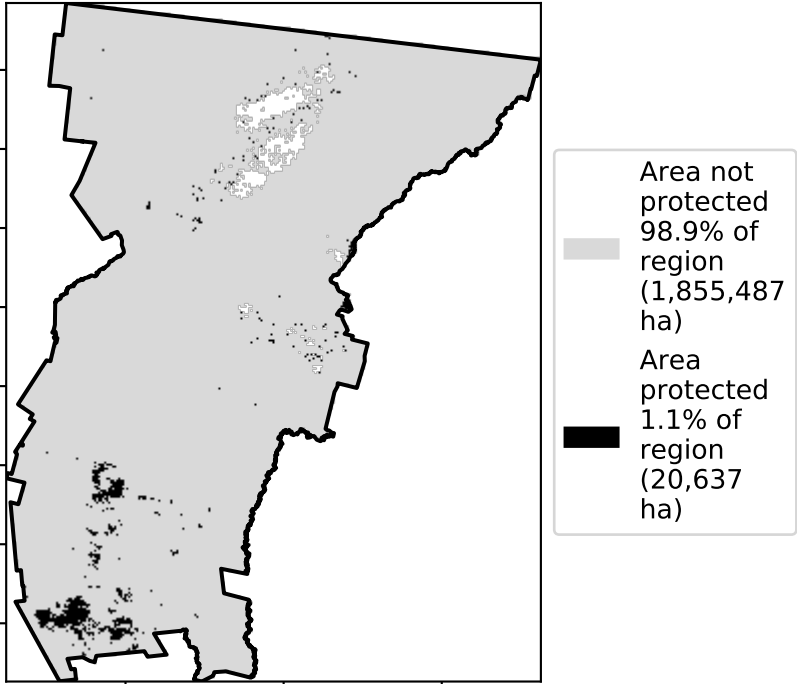 Area not
protected
98.9% of
region
(1,855,487
ha)
Area
protected
1.1% of
region
(20,637
ha)